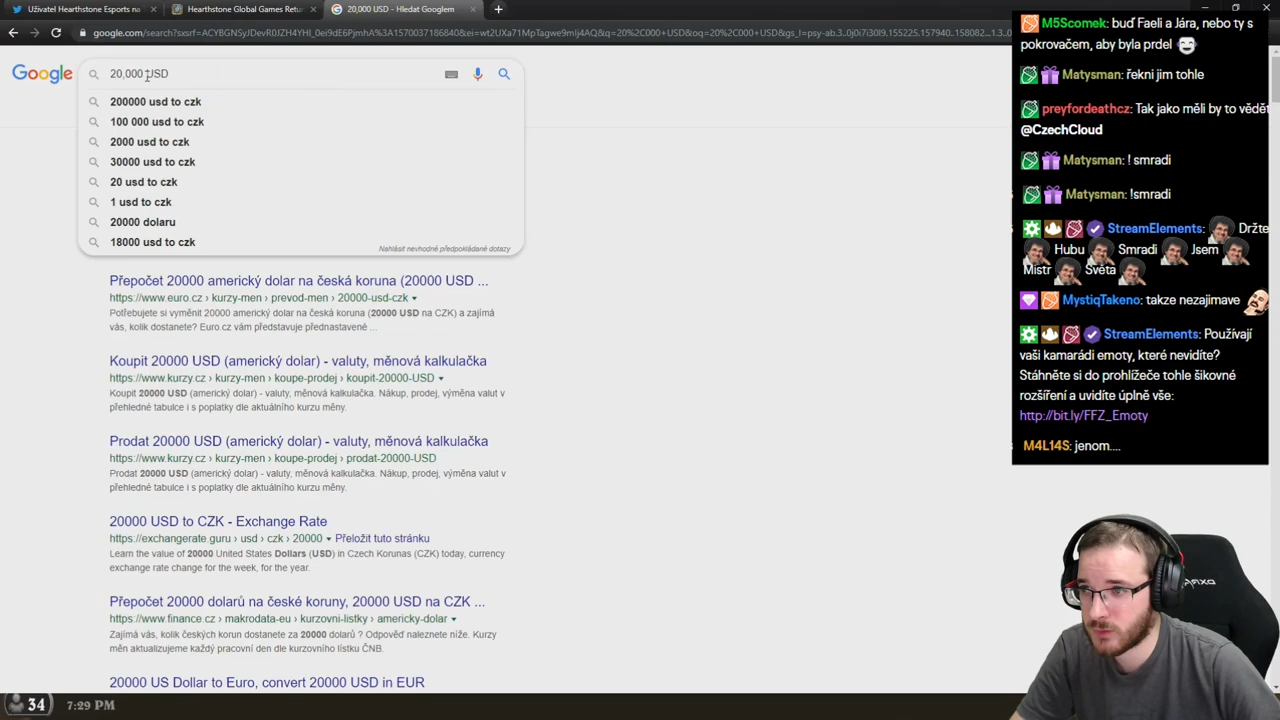 Uživatel Hearthstone Esports na
Hearthstone Global Games Retur
20,000 USD - Hledat Googlem
google.com/search?sxsrf=ACYBGNSyJDevR0JZH4YHI_0ei9dE6PjmhA%3A1570037186840&ei=wt2UXa71MpTagwe9mIj4AQ&q=20%2C000+USD&oq=20%2C000+USD&gs_l=psy-ab.3..0j0i7i30l9.155225.157940..158082...1.3..0
Google
20,000 USD
200000 usd to czk
100 000 usd to czk
2000 usd to czk
30000 usd to czk
20 usd to czk
1 usd to czk
20000 dolaru
18000 usd to czk
Nahlásit nevhodné předpokládané dotazy
Přepočet 20000 americký dolar na česká koruna (20000 USD ...
https://www.euro.cz › kurzy-men › prevod-men › 20000-usd-czk
Potřebujete si vyměnit 20000 americký dolar na česká koruna (20000 USD na CZK) a zajímá
vás, kolik dostanete? Euro.cz vám představuje přednastavené ...
Koupit 20000 USD (americký dolar) - valuty, měnová kalkulačka
https://www.kurzy.cz › kurzy-men › koupe-prodej › koupit-20000-USD
Koupit 20000 USD (americký dolar) - valuty, měnová kalkulačka. Nákup, prodej, výměna valut v
přehledné tabulce i s poplatky dle aktuálního kurzu měny.
Prodat 20000 USD (americký dolar) - valuty, měnová kalkulačka
https://www.kurzy.cz › kurzy-men › koupe-prodej › prodat-20000-USD
Prodat 20000 USD (americký dolar) - valuty, měnová kalkulačka. Nákup, prodej, výměna valut v
přehledné tabulce i s poplatky dle aktuálního kurzu měny.
20000 USD to CZK - Exchange Rate
https://exchangerate.guru › usd › czk › 20000 Přeložit tuto stránku
Learn the value of 20000 United States Dollars (USD) in Czech Korunas (CZK) today, currency
exchange rate change for the week, for the year.
Přepočet 20000 dolarů na české koruny, 20000 USD na CZK ...
https://www.finance.cz › makrodata-eu › kurzovni-listky › americky-dolar
Zajímá vás, kolik českých korun dostanete za 20000 dolarů ? Odpověď naleznete níže. Kurzy
měn aktualizujeme každý pracovní den dle kurzovního lístku ČNB.
20000 US Dollar to Euro, convert 20000 USD in EUR
M5Scomek: buď Faeli a Jára, nebo ty s
pokrovačem, aby byla prdel
Matysman: řekni jim tohle
preyfordeathcz: Tak jako měli by to vědět
@CzechCloud
Matysman: ! smradi
Matysman: !smradi
StreamElements: Držte
Hubu Smradi Jsem
Mistr Světa
MystiqTakeno: takze nezajimave
StreamElements: Používají
vaši kamarádi emoty, které nevidíte?
Stáhněte si do prohlížeče tohle šikovné
rozšíření a uvidíte úplně vše:
http://bit.ly/FFZ_Emoty
M4L14S: jenom....
34 7:29 PM